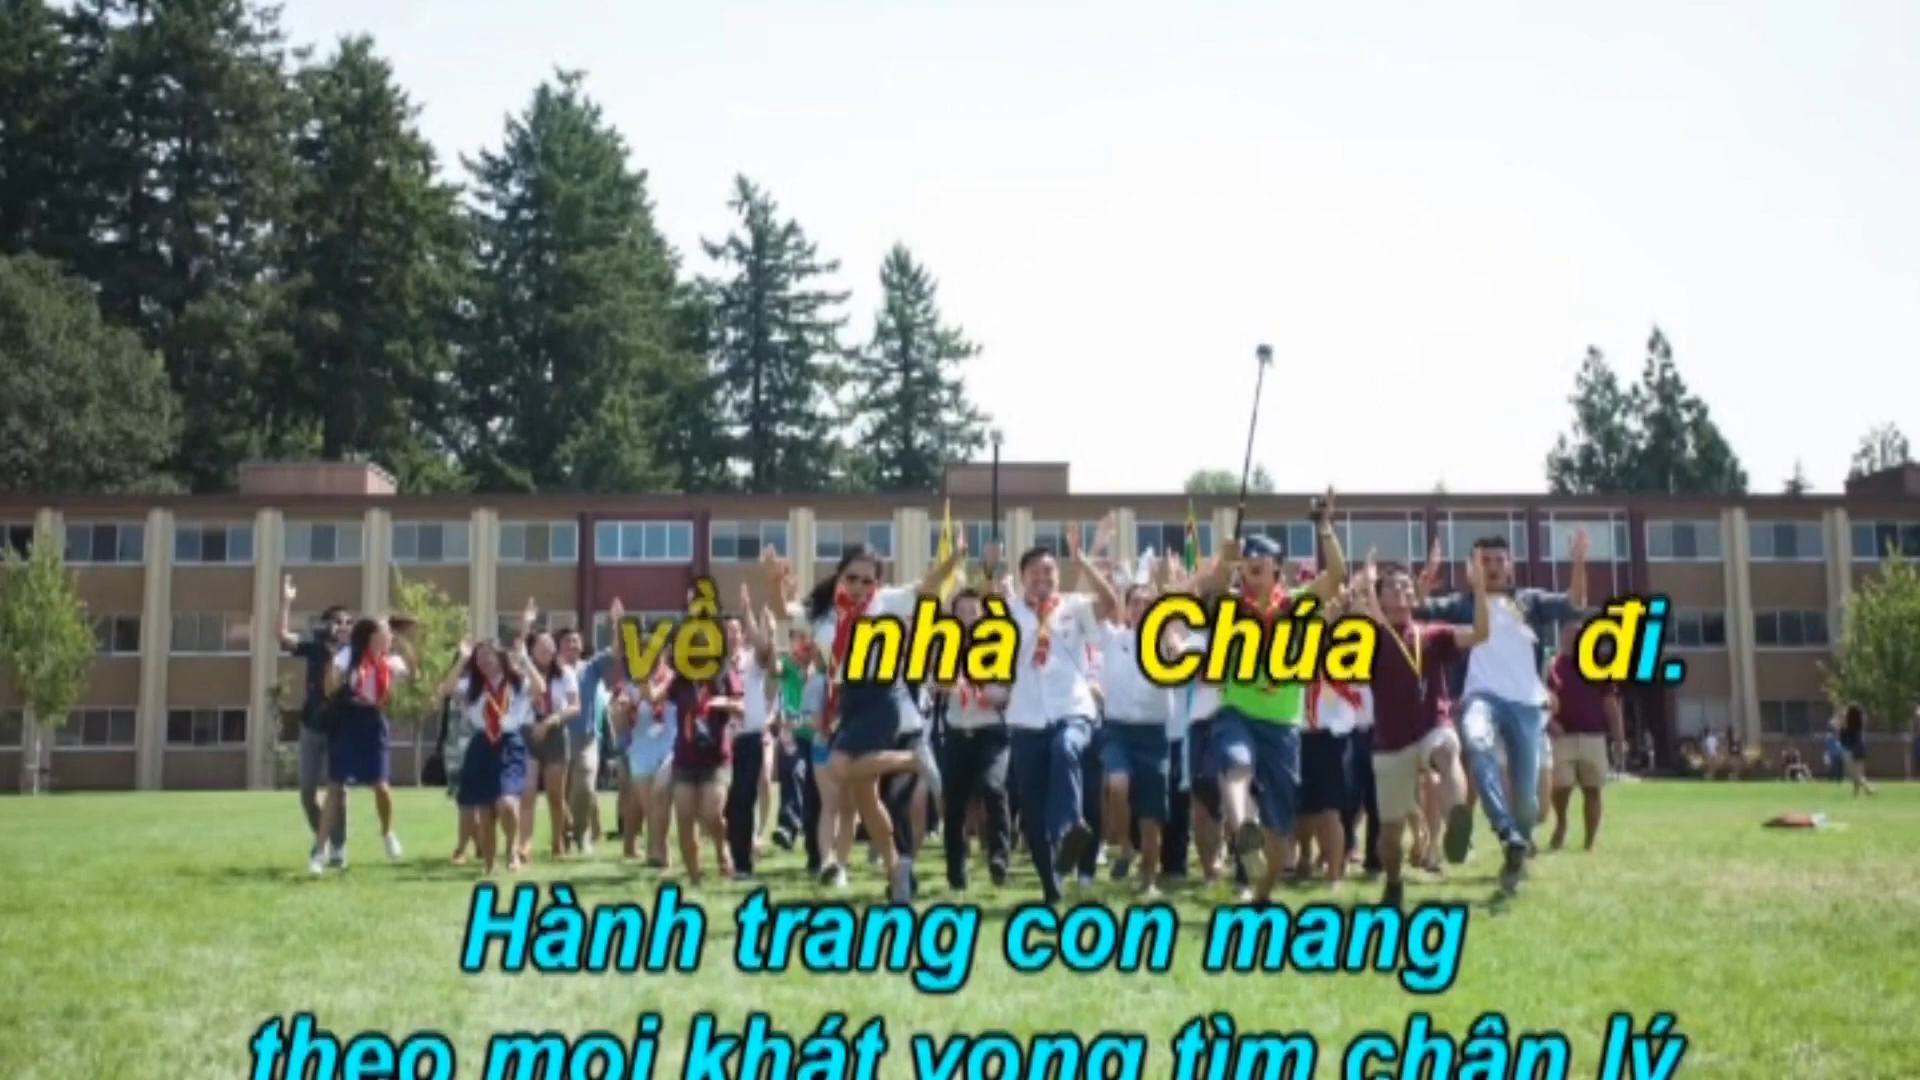 về nhà Chúa đi.
Hành trang con mang
theo mọi khát vọng tìm chân lý